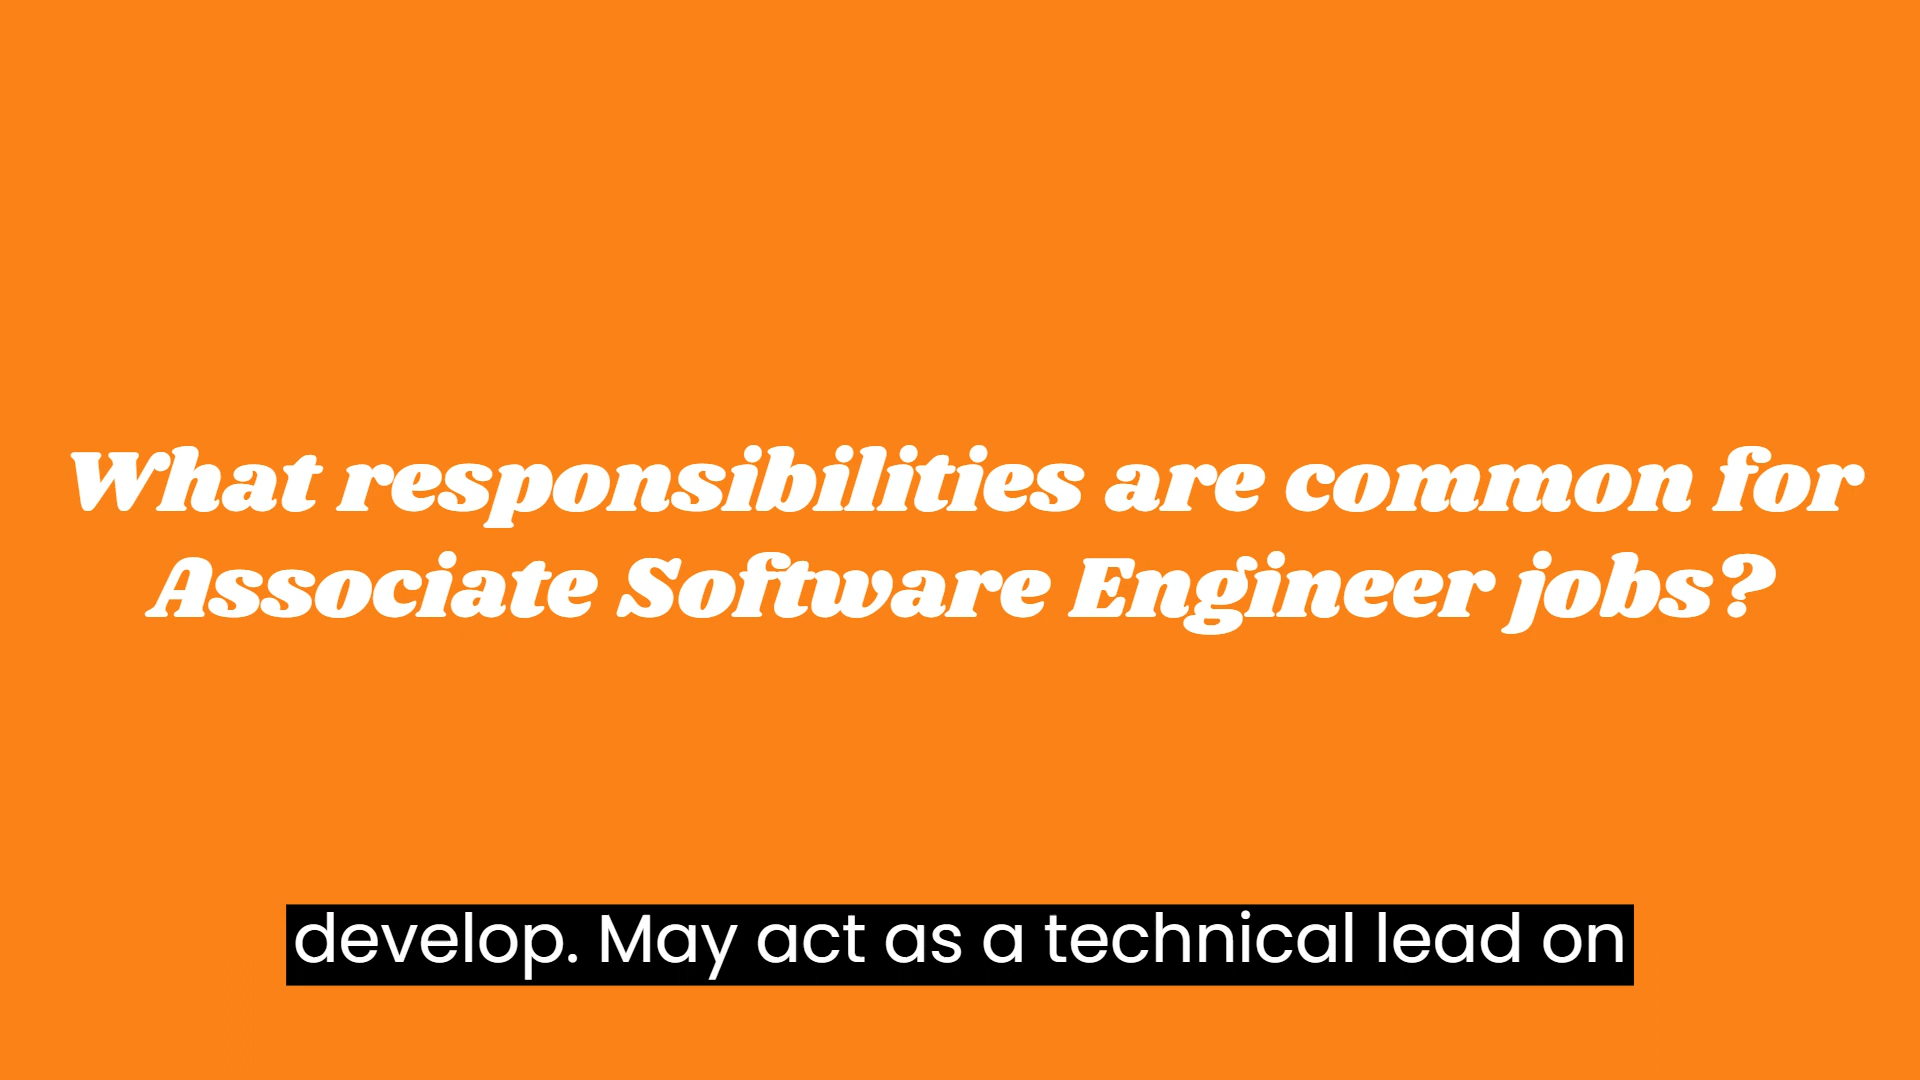 What responsibilities are common for
Associate Software Engineer jobs?
develop. May act as a technical lead on